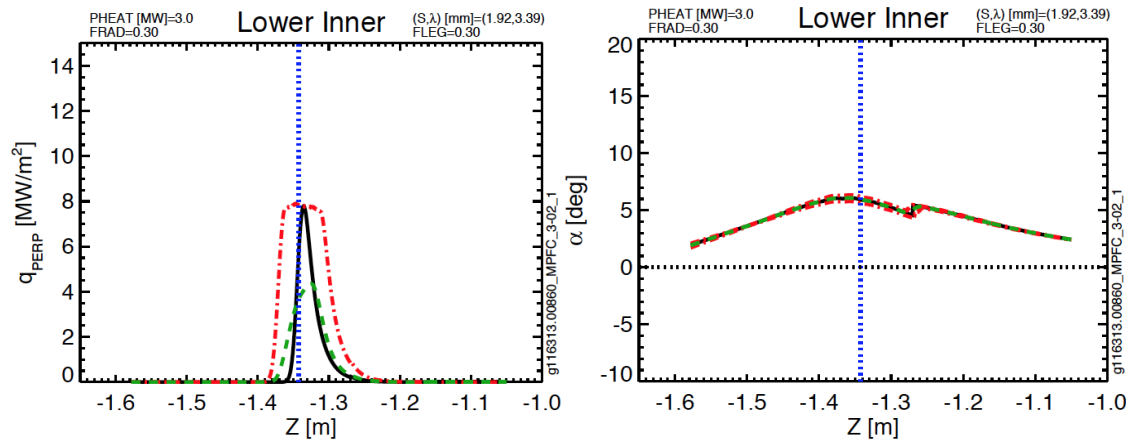 PHEAT [MW]=3.0
FRAD=0.30
Lower Inner
(S,λ) [mm]=(1.92,3.39)
FLEG=0.30
14
12
10
8
6
4
2
0
qPERP [MW/m²]
-1.6 -1.5 -1.4 -1.3 -1.2 -1.1 -1.0
Z [m]
g116313.00860_MPFC_3-02_1
PHEAT [MW]=3.0
FRAD=0.30
Lower Inner
(S,λ) [mm]=(1.92,3.39)
FLEG=0.30
20
15
10
5
0
-5
-10
α [deg]
-1.6 -1.5 -1.4 -1.3 -1.2 -1.1 -1.0
Z [m]
g116313.00860_MPFC_3-02_1